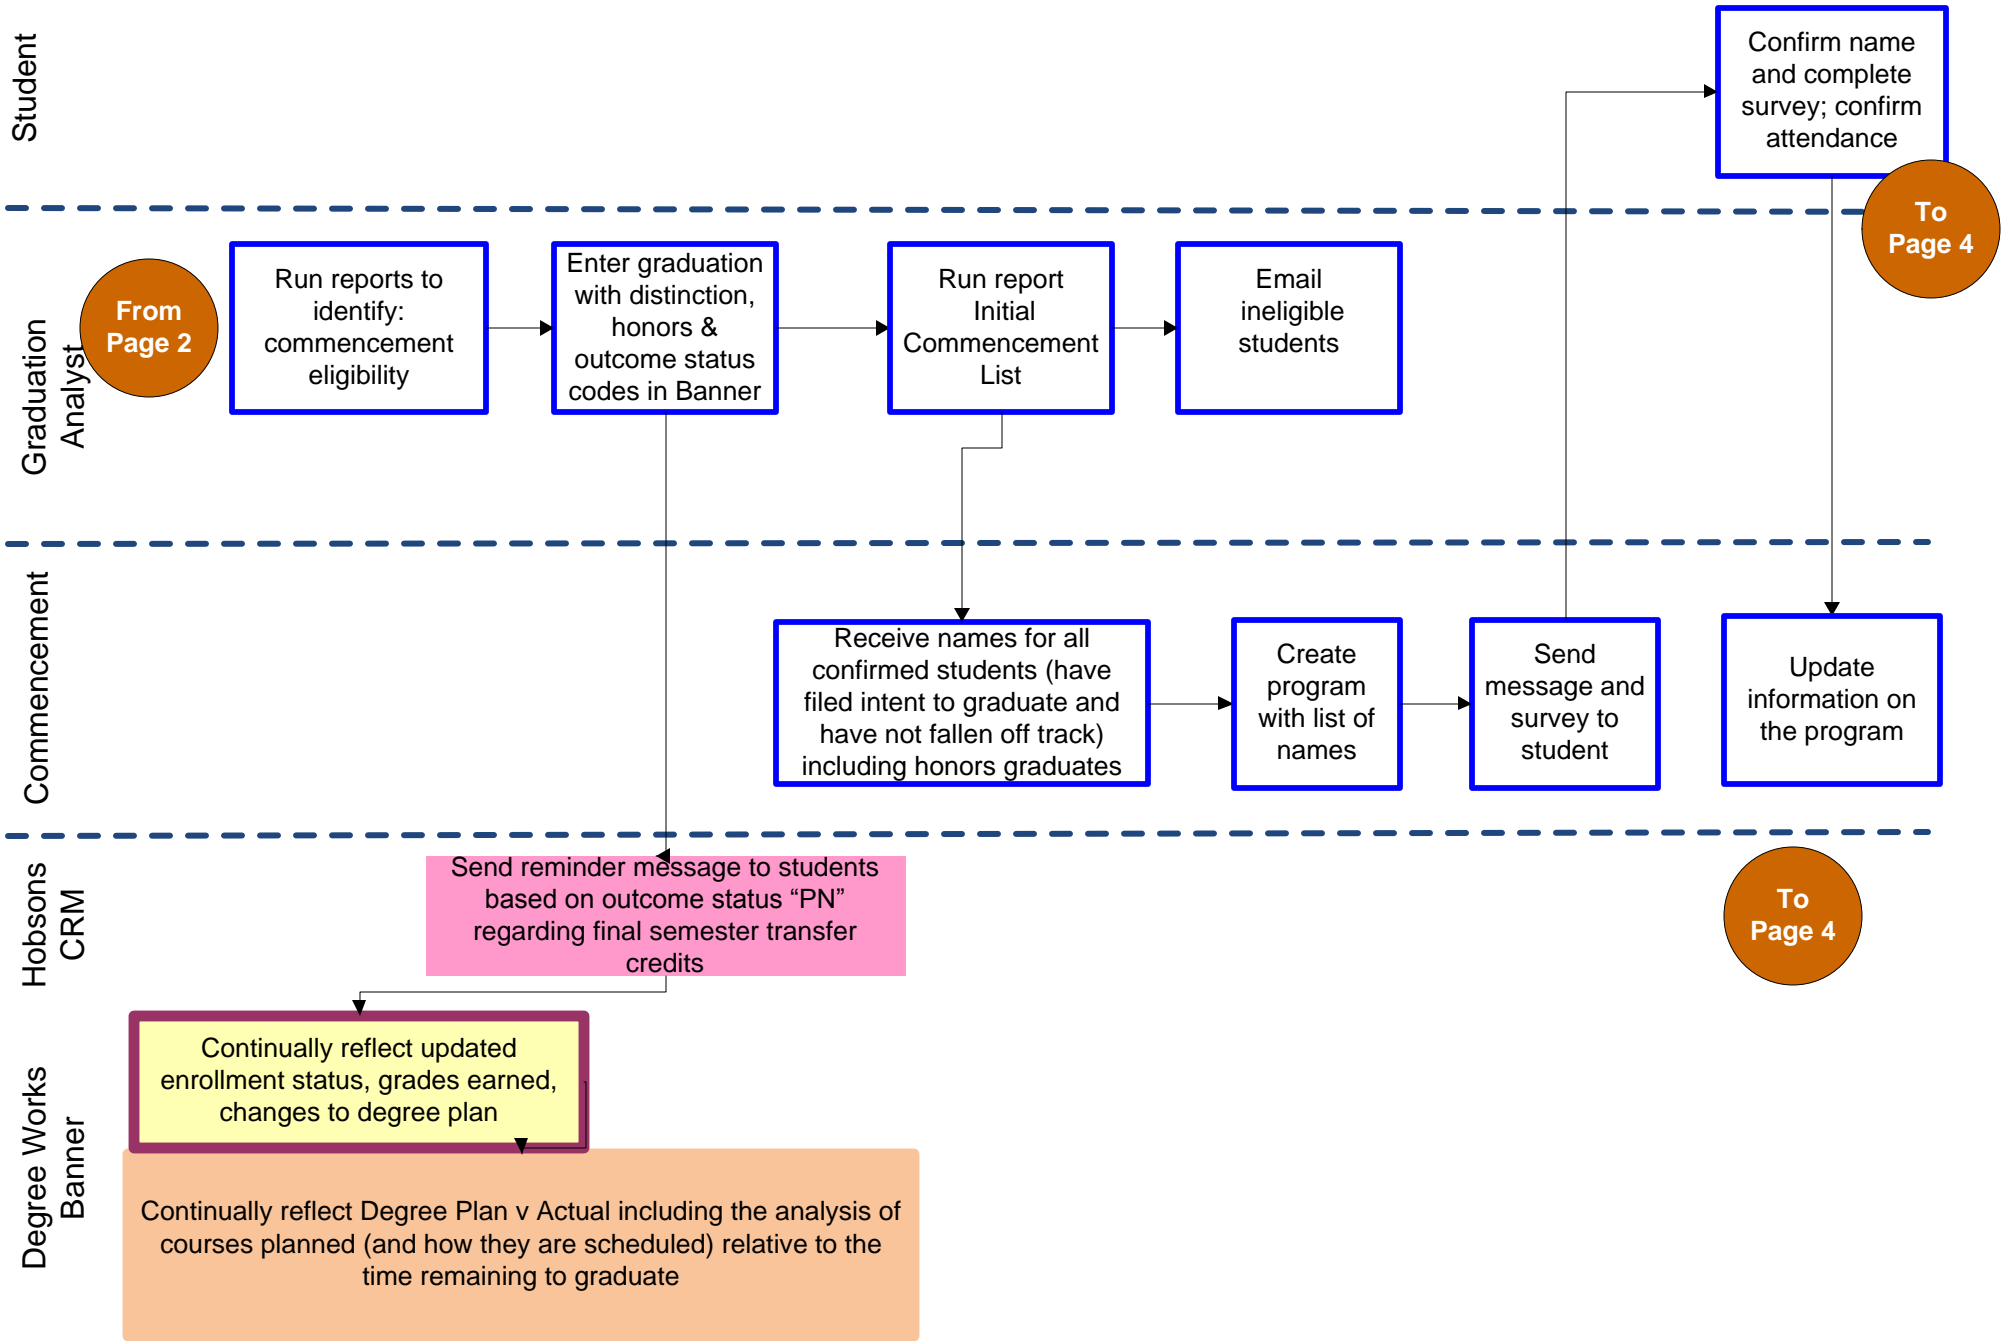 Student
Confirm name
and complete
survey; confirm
attendance
To
Page 4
Graduation
Analyst
From
Page 2
Run reports to
identify:
commencement
eligibility
Enter graduation
with distinction,
honors &
outcome status
codes in Banner
Run report
Initial
Commencement
List
Email
ineligible
students
Commencement
Receive names for all
confirmed students (have
filed intent to graduate and
have not fallen off track)
including honors graduates
Create
program
with list of
names
Send
message and
survey to
student
Update
information on
the program
Hobsons
CRM
Send reminder message to students
based on outcome status “PN”
regarding final semester transfer
credits
To
Page 4
Degree Works
Banner
Continually reflect updated
enrollment status, grades earned,
changes to degree plan
Continually reflect Degree Plan v Actual including the analysis of
courses planned (and how they are scheduled) relative to the
time remaining to graduate